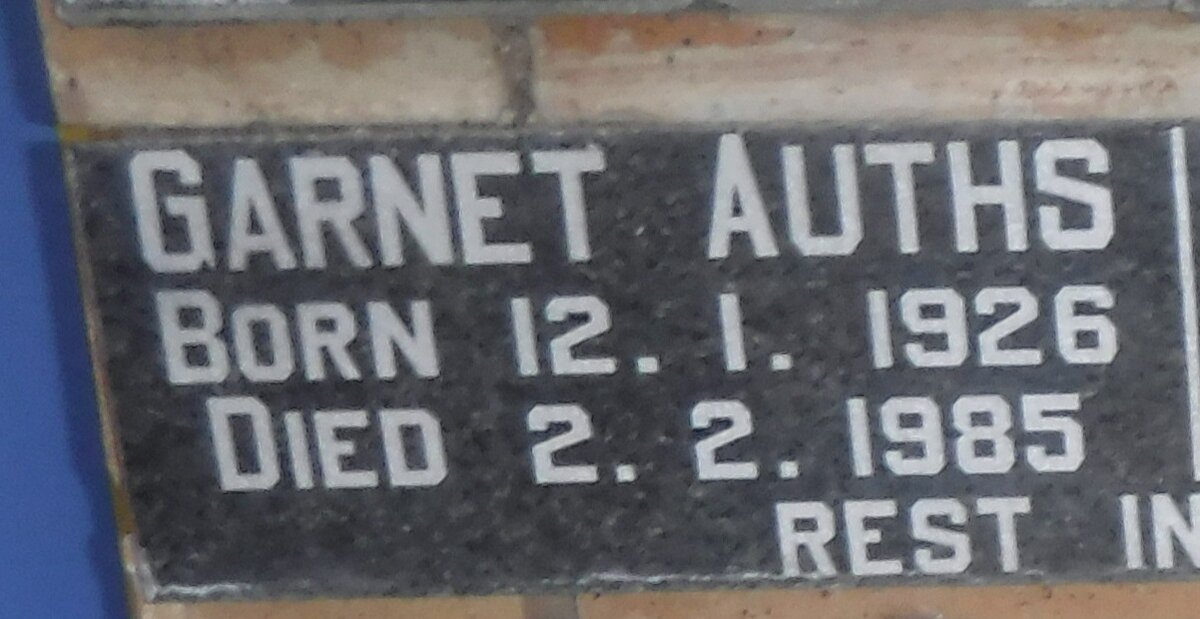 GARNET AUTHS
BORN 12. 1. 1926
DIED 2. 2. 1985
REST IN